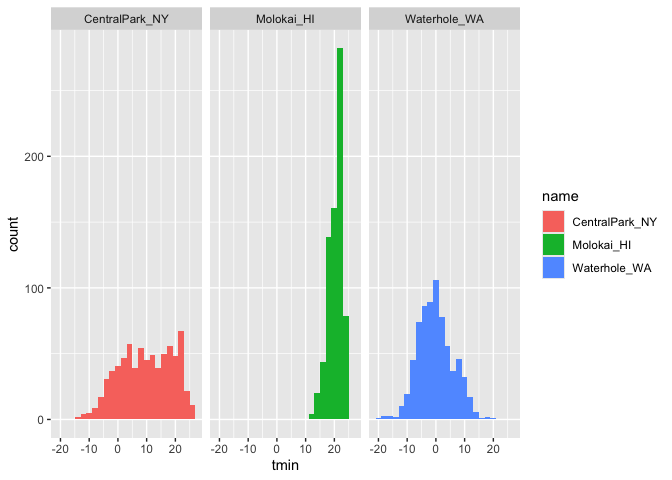 CentralPark_NY
Molokai_HI
Waterhole_WA
count
200
100
0
-20 -10 0 10 20
-20 -10 0 10 20
-20 -10 0 10 20
tmin
name
CentralPark_NY
Molokai_HI
Waterhole_WA